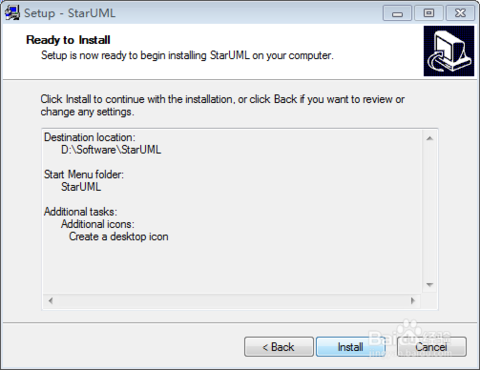 Setup - StarUML
Ready to Install
Setup is now ready to begin installing StarUML on your computer.
Click Install to continue with the installation, or click Back if you want to review or
change any settings.
Destination location:
D:\Software\StarUML
Start Menu folder:
StarUML
Additional tasks:
Additional icons:
Create a desktop icon
< Back
Install
Cancel